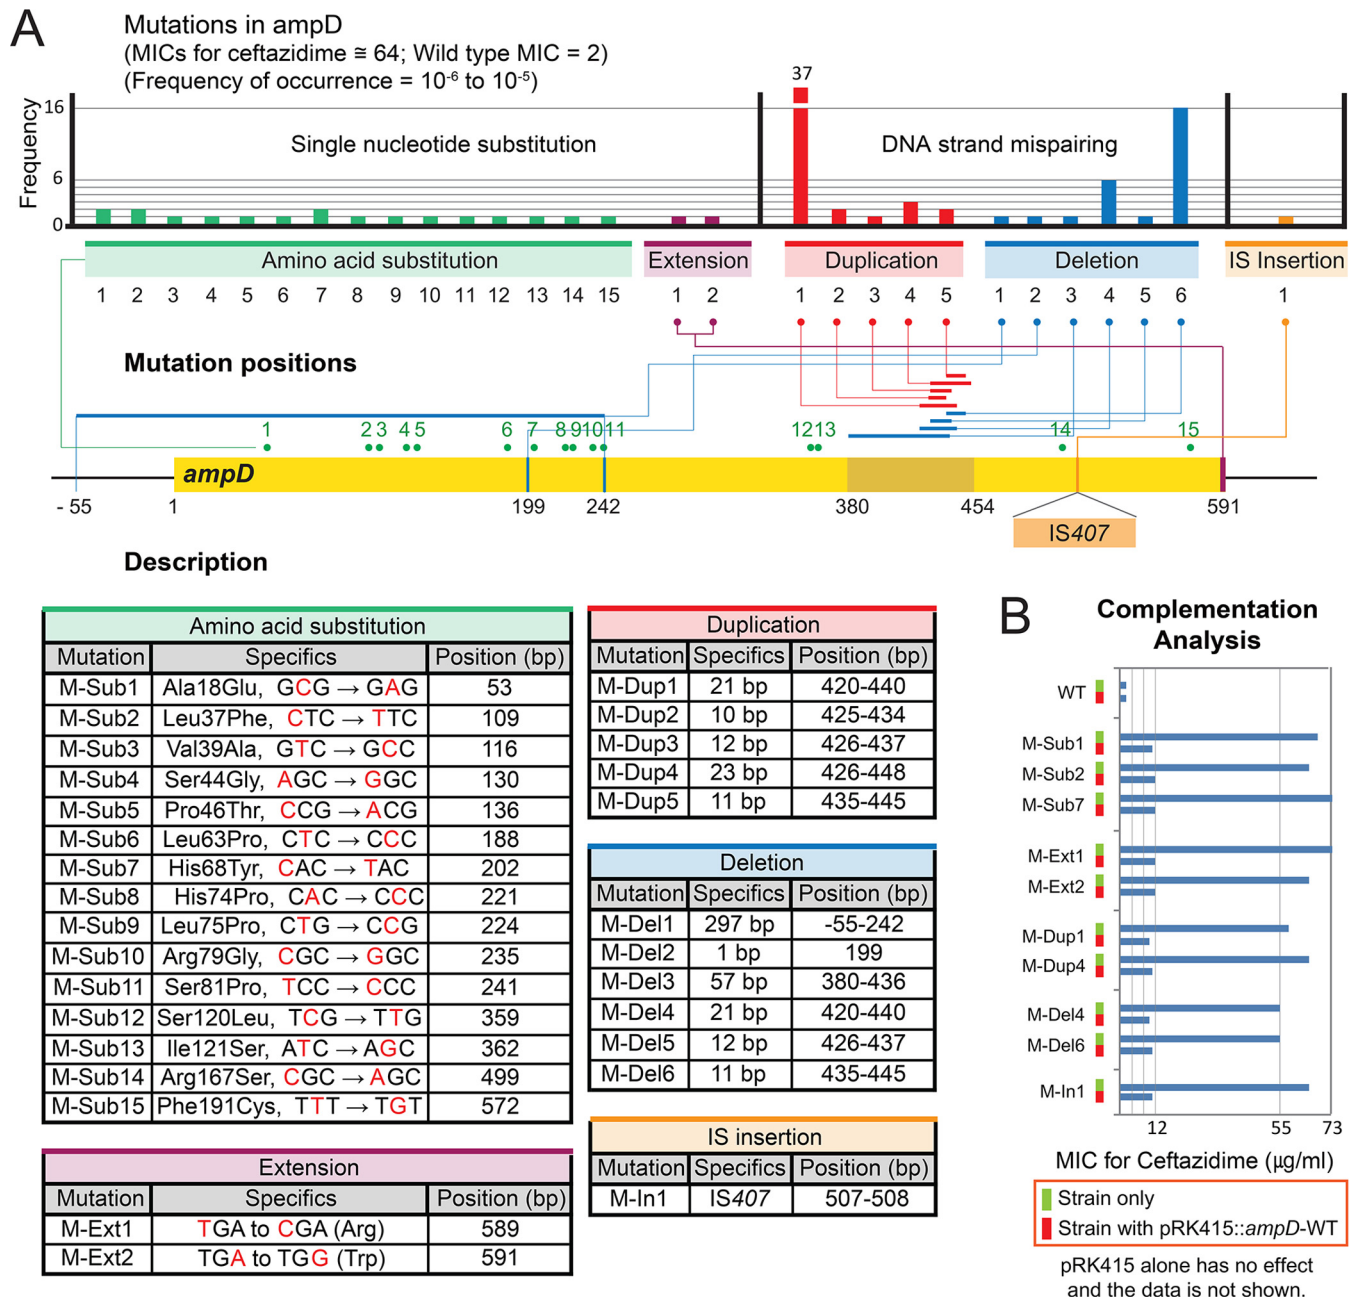 A
Mutations in ampD
(MICs for ceftazidime ≅ 64; Wild type MIC = 2)
(Frequency of occurrence = 10⁻⁶ to 10⁻⁵)
Frequency
16
6
0
37
Single nucleotide substitution
DNA strand mispairing
Amino acid substitution
Extension
Duplication
Deletion
IS Insertion
1 2 3 4 5 6 7 8 9 10 11 12 13 14 15
1 2
1 2 3 4 5
1 2 3 4 5 6
1
Mutation positions
1 2 3 4 5 6 7 8 9 10 11 12 13 14 15
ampD
- 55 1 199 242 380 454 591
IS407
Description
Amino acid substitution
Mutation Specifics Position (bp)
M-Sub1 Ala18Glu, GCG → GAG 53
M-Sub2 Leu37Phe, CTC → TTC 109
M-Sub3 Val39Ala, GTC → GCC 116
M-Sub4 Ser44Gly, AGC → GGC 130
M-Sub5 Pro46Thr, CCG → ACG 136
M-Sub6 Leu63Pro, CTC → CCC 188
M-Sub7 His68Tyr, CAC → TAC 202
M-Sub8 His74Pro, CAC → CCC 221
M-Sub9 Leu75Pro, CTG → CCG 224
M-Sub10 Arg79Gly, CGC → GGC 235
M-Sub11 Ser81Pro, TCC → CCC 241
M-Sub12 Ser120Leu, TCG → TTG 359
M-Sub13 Ile121Ser, ATC → AGC 362
M-Sub14 Arg167Ser, CGC → AGC 499
M-Sub15 Phe191Cys, TTT → TGT 572
Extension
Mutation Specifics Position (bp)
M-Ext1 TGA to CGA (Arg) 589
M-Ext2 TGA to TGG (Trp) 591
Duplication
Mutation Specifics Position (bp)
M-Dup1 21 bp 420-440
M-Dup2 10 bp 425-434
M-Dup3 12 bp 426-437
M-Dup4 23 bp 426-448
M-Dup5 11 bp 435-445
Deletion
Mutation Specifics Position (bp)
M-Del1 297 bp -55-242
M-Del2 1 bp 199
M-Del3 57 bp 380-436
M-Del4 21 bp 420-440
M-Del5 12 bp 426-437
M-Del6 11 bp 435-445
IS insertion
Mutation Specifics Position (bp)
M-In1 IS407 507-508
B
Complementation
Analysis
WT
M-Sub1
M-Sub2
M-Sub7
M-Ext1
M-Ext2
M-Dup1
M-Dup4
M-Del4
M-Del6
M-In1
12 55 73
MIC for Ceftazidime (μg/ml)
Strain only
Strain with pRK415::ampD-WT
pRK415 alone has no effect
and the data is not shown.